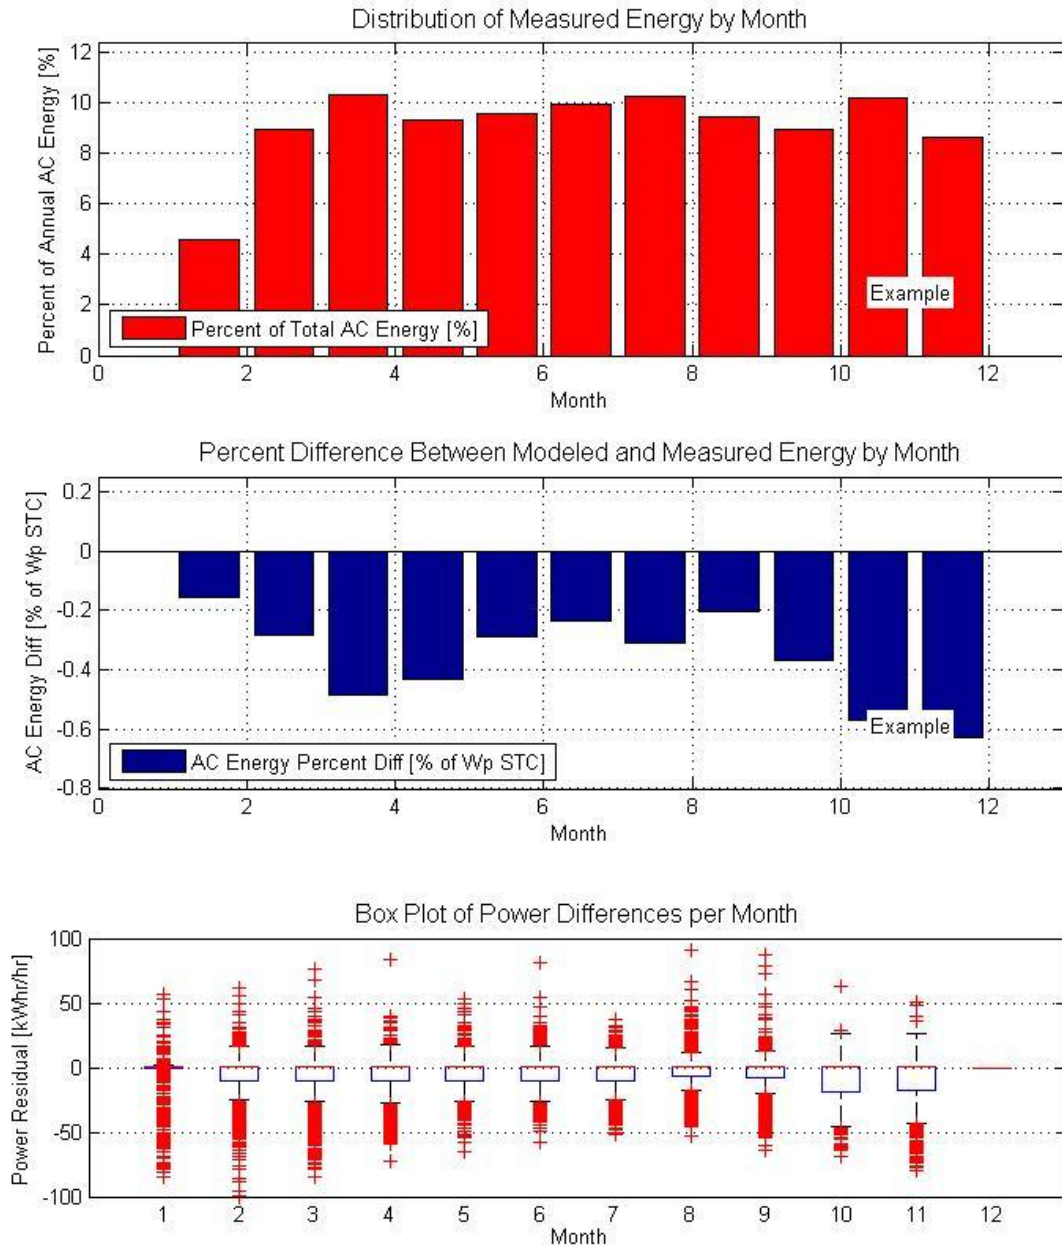 Distribution of Measured Energy by Month
Percent of Annual AC Energy [%]
12
10
8
6
4
2
0
Example
Percent of Total AC Energy [%]
0 2 4 6 8 10 12
Month
Percent Difference Between Modeled and Measured Energy by Month
AC Energy Diff [% of Wp STC]
0.2
0
-0.2
-0.4
-0.6
-0.8
Example
AC Energy Percent Diff [% of Wp STC]
0 2 4 6 8 10 12
Month
Box Plot of Power Differences per Month
Power Residual [kWhr/hr]
100
50
0
-50
-100
1 2 3 4 5 6 7 8 9 10 11 12
Month